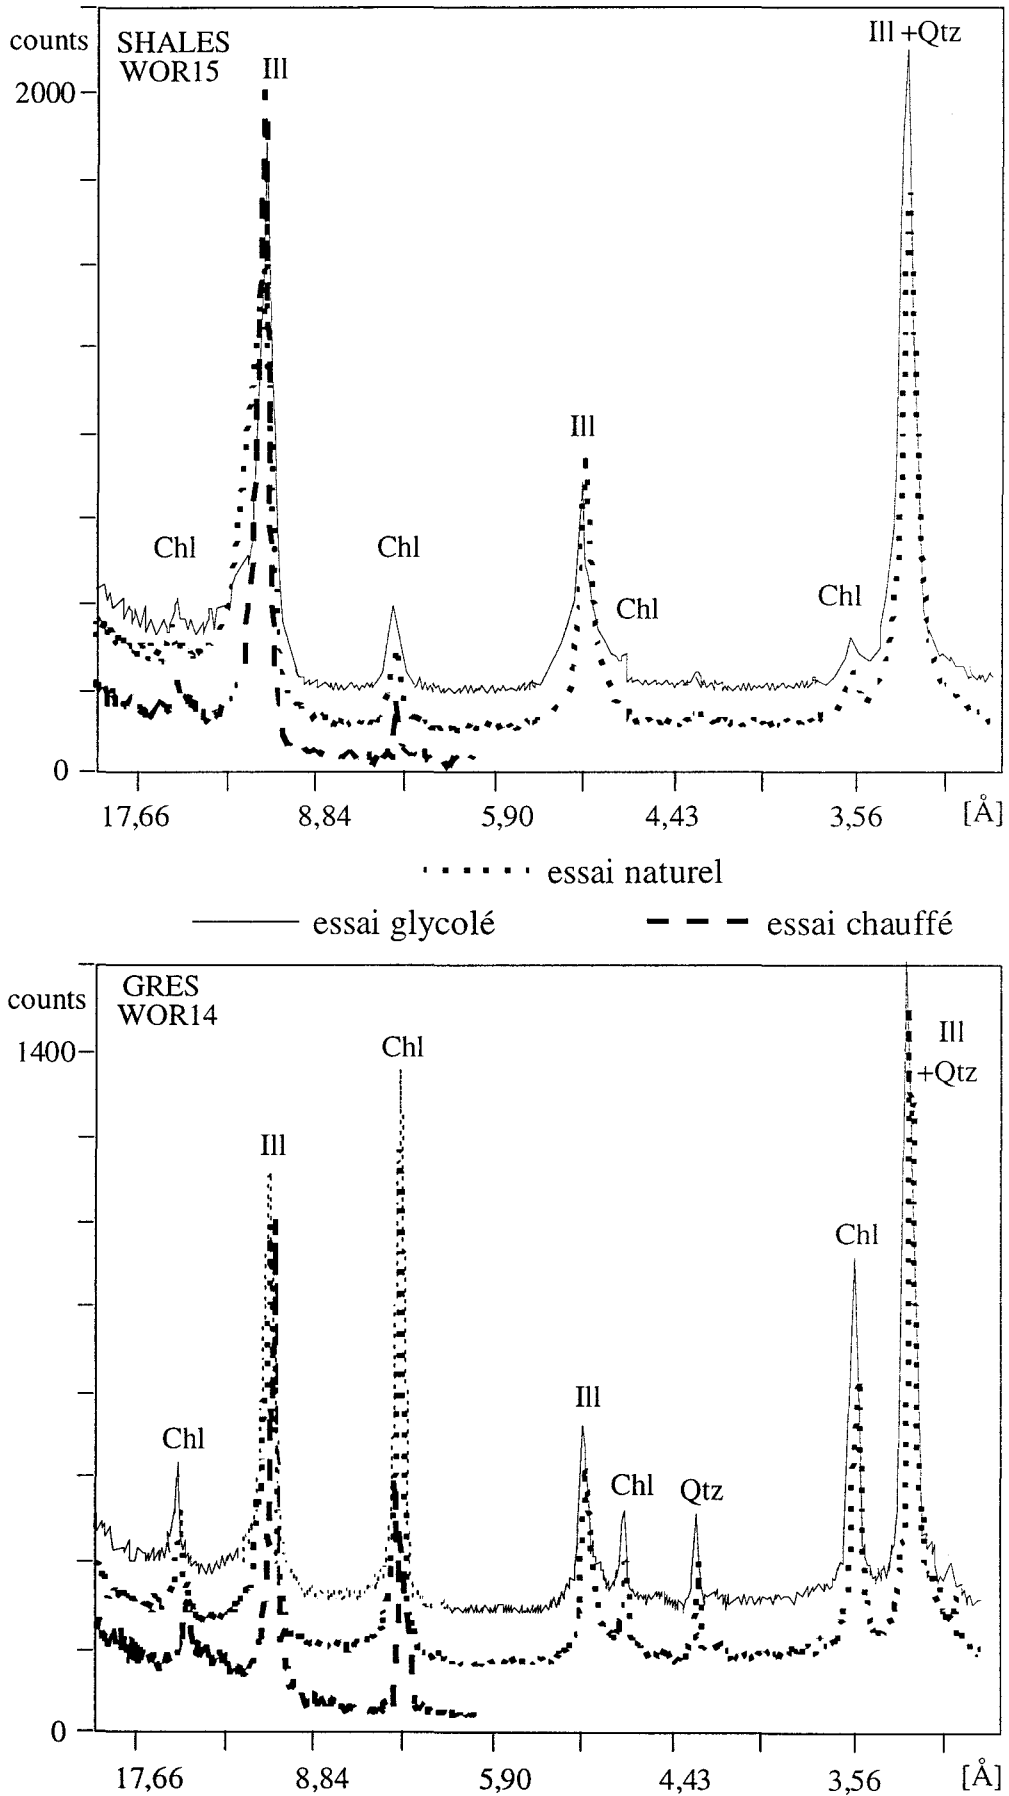 counts
SHALES
WOR15
Ill
Ill +Qtz
2000
Ill
Chl
Chl
Chl
Chl
0
17,66
8,84
5,90
4,43
3,56
[Å]
essai naturel
essai glycolé
essai chauffé
counts
GRES
WOR14
1400
Chl
Ill
+Qtz
Ill
Chl
Chl
Ill
Chl
Qtz
0
17,66
8,84
5,90
4,43
3,56
[Å]